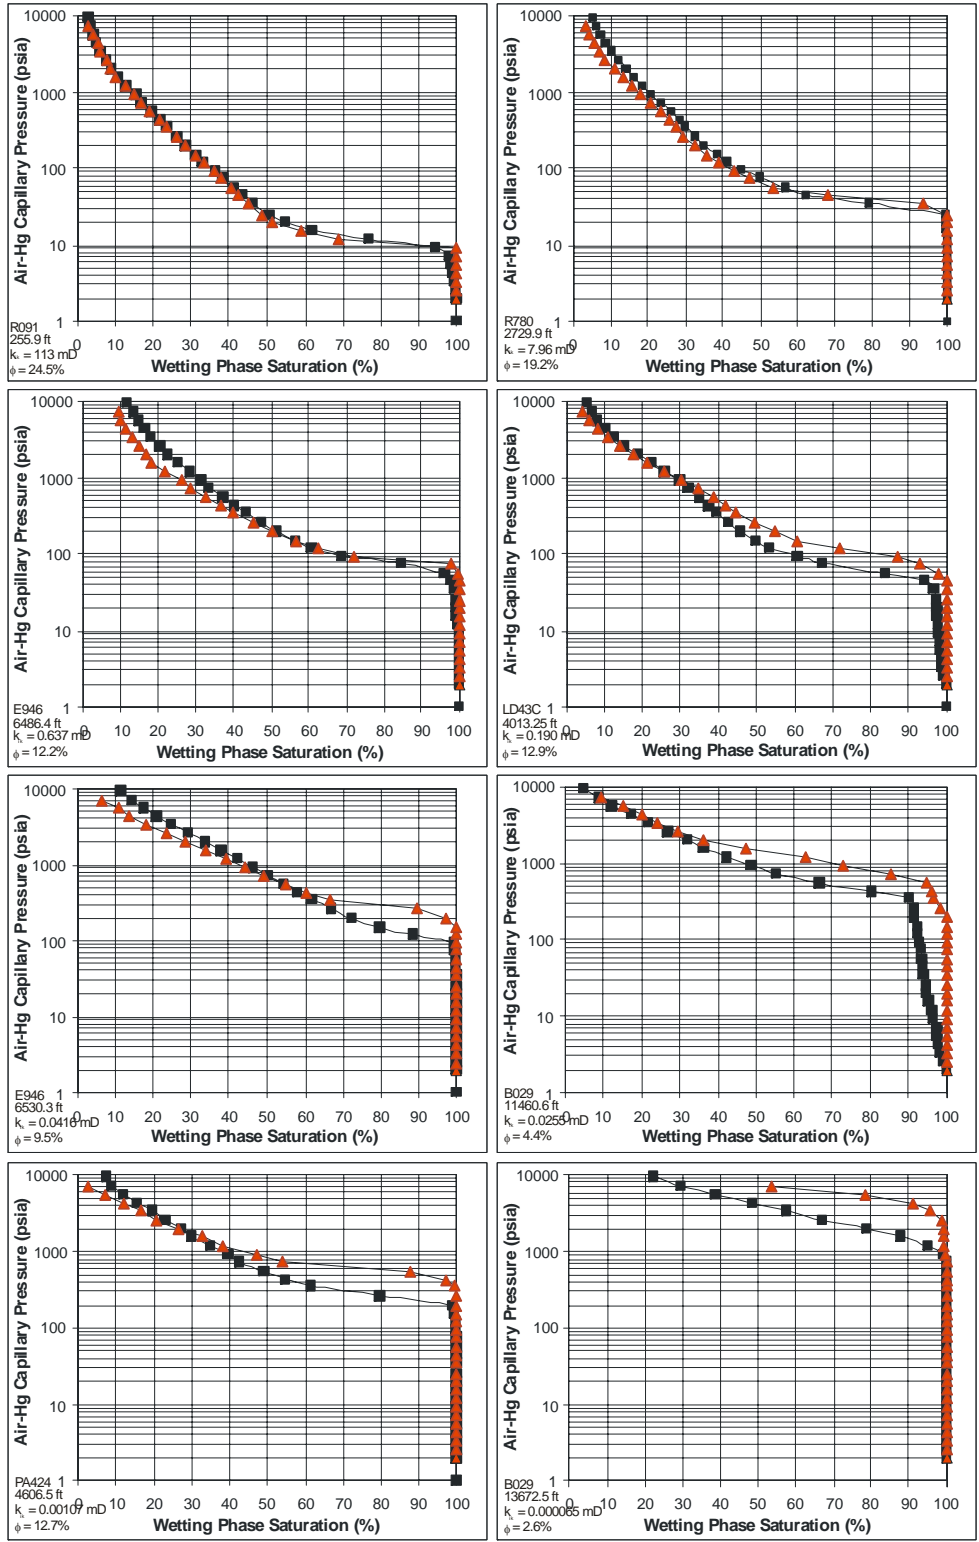 Air-Hg Capillary Pressure (psia)
10000
1000
100
10
1
R091
255.9 ft
k = 113 mD
ϕ = 24.5%
0 10 20 30 40 50 60 70 80 90 100
Wetting Phase Saturation (%)
Air-Hg Capillary Pressure (psia)
10000
1000
100
10
1
R780
2729.9 ft
k = 7.96 mD
ϕ = 19.2%
0 10 20 30 40 50 60 70 80 90 100
Wetting Phase Saturation (%)
Air-Hg Capillary Pressure (psia)
10000
1000
100
10
1
E946
6486.4 ft
k = 0.637 mD
ϕ = 12.2%
0 10 20 30 40 50 60 70 80 90 100
Wetting Phase Saturation (%)
Air-Hg Capillary Pressure (psia)
10000
1000
100
10
1
LD43C
4013.25 ft
k = 0.190 mD
ϕ = 12.9%
0 10 20 30 40 50 60 70 80 90 100
Wetting Phase Saturation (%)
Air-Hg Capillary Pressure (psia)
10000
1000
100
10
1
E946
6530.3 ft
k = 0.0416 mD
ϕ = 9.5%
0 10 20 30 40 50 60 70 80 90 100
Wetting Phase Saturation (%)
Air-Hg Capillary Pressure (psia)
10000
1000
100
10
1
B029
11460.6 ft
k = 0.0255 mD
ϕ = 4.4%
0 10 20 30 40 50 60 70 80 90 100
Wetting Phase Saturation (%)
Air-Hg Capillary Pressure (psia)
10000
1000
100
10
1
PA424
4606.5 ft
k = 0.00107 mD
ϕ = 12.7%
0 10 20 30 40 50 60 70 80 90 100
Wetting Phase Saturation (%)
Air-Hg Capillary Pressure (psia)
10000
1000
100
10
1
B029
13672.5 ft
k = 0.000065 mD
ϕ = 2.6%
0 10 20 30 40 50 60 70 80 90 100
Wetting Phase Saturation (%)